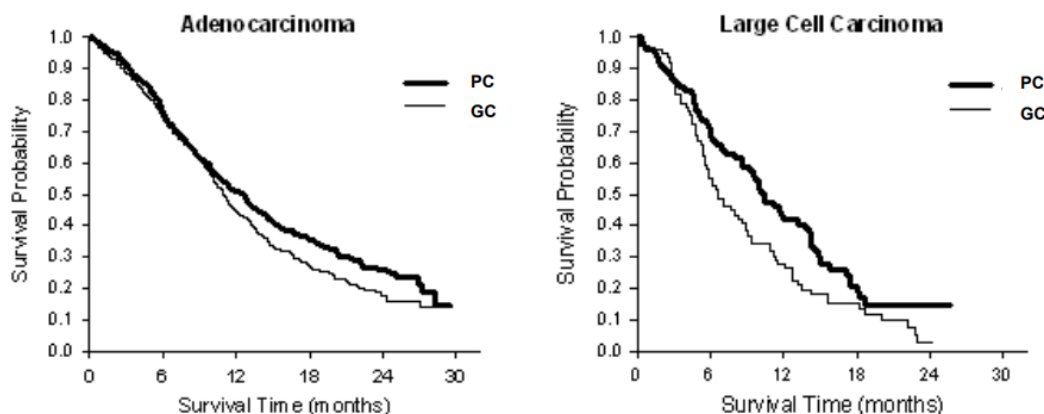 Adenocarcinoma
1.0
0.9
0.8
0.7
0.6
0.5
0.4
0.3
0.2
0.1
0.0
Survival Probability
PC
GC
0 6 12 18 24 30
Survival Time (months)
Large Cell Carcinoma
1.0
0.9
0.8
0.7
0.6
0.5
0.4
0.3
0.2
0.1
0.0
Survival Probability
PC
GC
0 6 12 18 24 30
Survival Time (months)